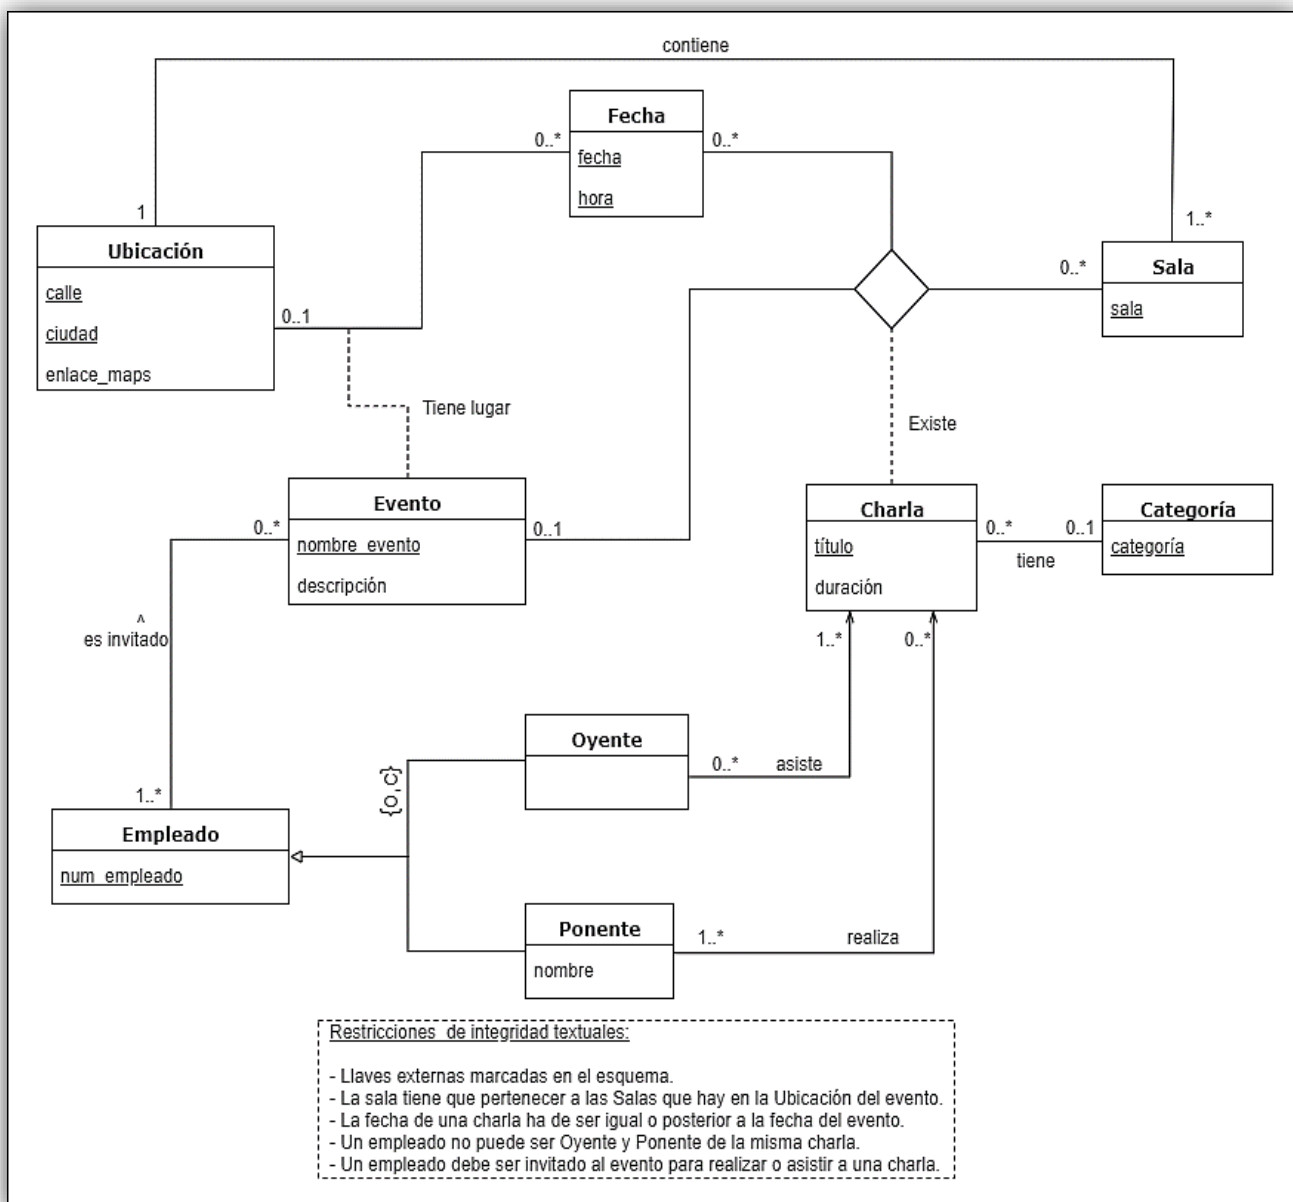 contiene
Fecha
0..*
0..*
fecha
hora
1
1..*
Ubicación
Sala
0..*
calle
sala
0..1
ciudad
enlace_maps
Tiene lugar
Existe
Evento
Charla
Categoría
0..*
0..1
0..*
0..1
nombre_evento
título
categoría
tiene
descripción
duración
^
es invitado
1..*
0..*
Oyente
0..*
asiste
{O,C}
1..*
Empleado
num_empleado
Ponente
1..*
realiza
nombre
Restricciones de integridad textuales:
- Llaves externas marcadas en el esquema.
- La sala tiene que pertenecer a las Salas que hay en la Ubicación del evento.
- La fecha de una charla ha de ser igual o posterior a la fecha del evento.
- Un empleado no puede ser Oyente y Ponente de la misma charla.
- Un empleado debe ser invitado al evento para realizar o asistir a una charla.